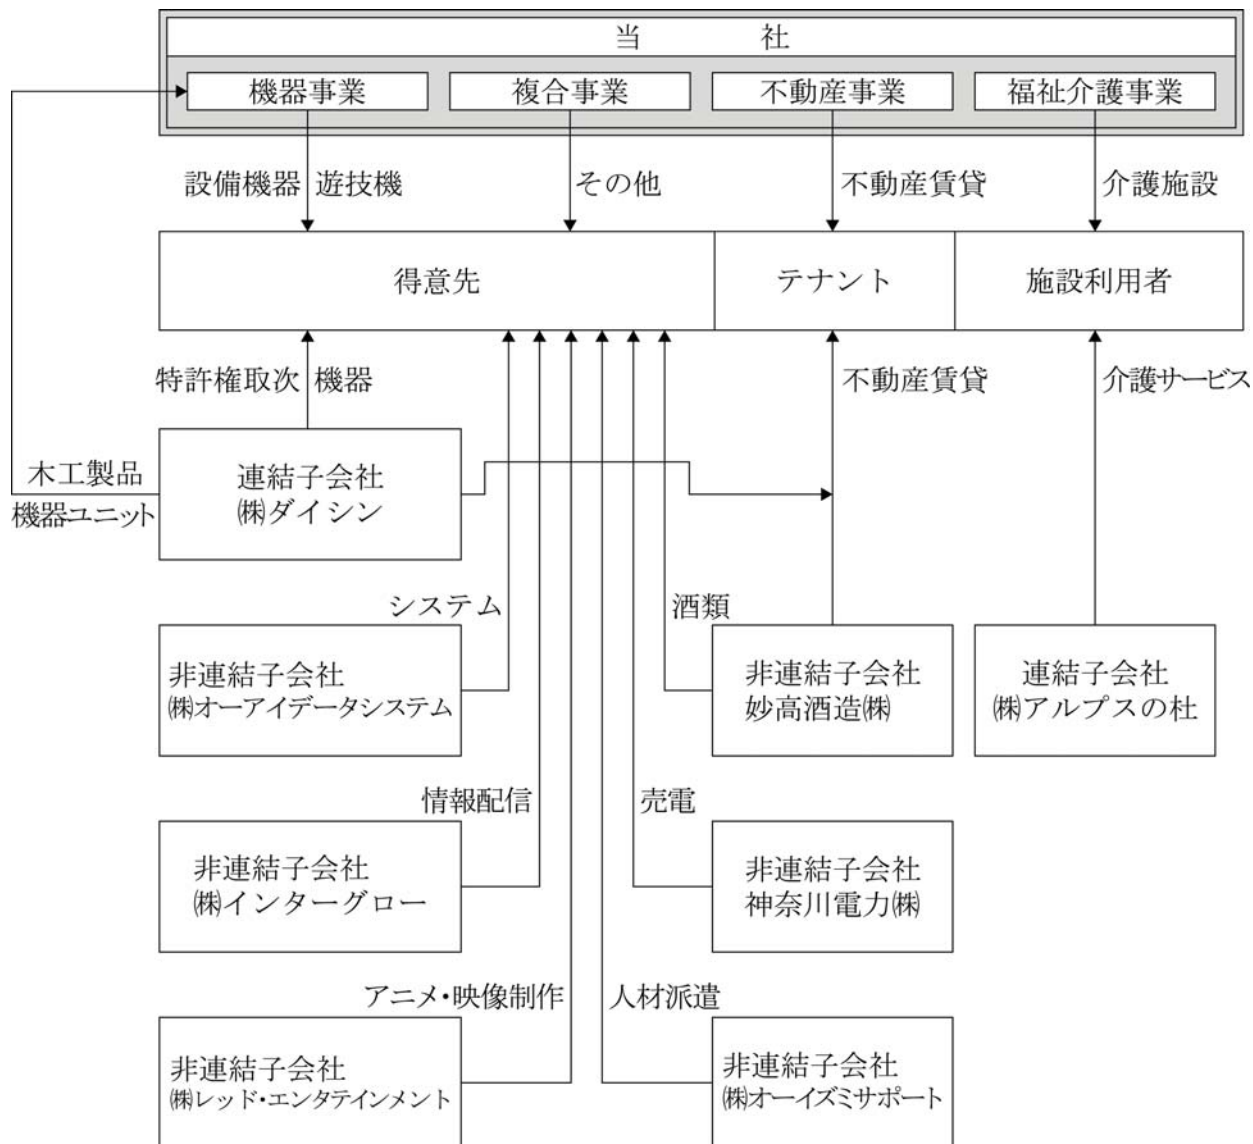 当社
機器事業 複合事業 不動産事業 福祉介護事業
設備機器 遊技機 その他 不動産賃貸 介護施設
得意先 テナント 施設利用者
特許権取次 機器 不動産賃貸 介護サービス
木工製品
機器ユニット
連結子会社
㈱ダイシン
システム 酒類
非連結子会社
㈱オーアイデータシステム
非連結子会社
妙高酒造㈱
連結子会社
㈱アルプスの杜
情報配信 売電
非連結子会社
㈱インターグロー
非連結子会社
神奈川電力㈱
アニメ・映像制作 人材派遣
非連結子会社
㈱レッド・エンタテインメント
非連結子会社
㈱オーイズミサポート